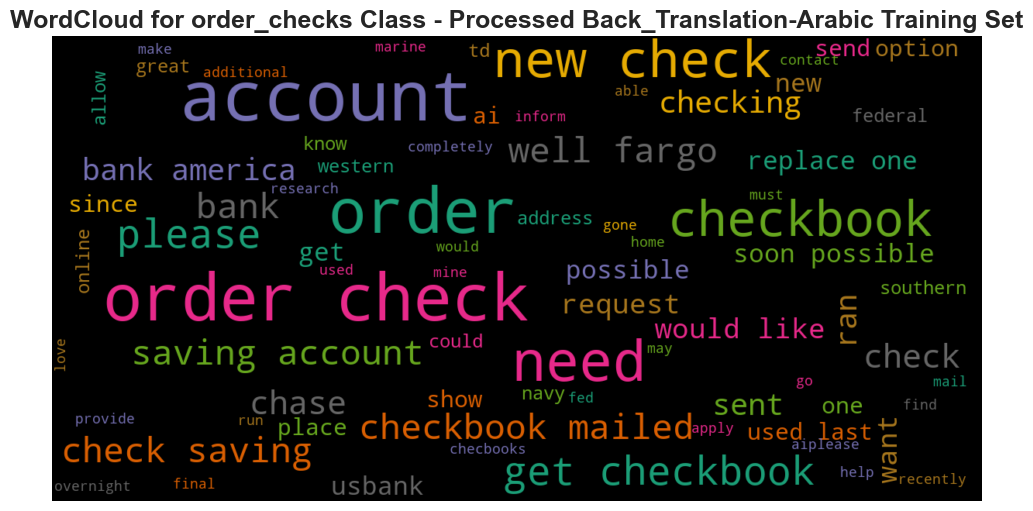 WordCloud for order_checks Class - Processed Back_Translation-Arabic Training Set
make
marine
td
new check
send
option
great
additional
contact
allow
account
able
new
ai
inform
checking
federal
know
completely
well fargo
bank america
western
replace one
research
must
since
bank
order
address
gone
checkbook
please
home
online
get
would
soon possible
used
mine
possible
order check
request
southern
ran
would like
saving account
could
need
may
check
love
go
mail
chase
show
navy
fed
sent
one
find
provide
run
place
checkbook mailed
apply
used last
want
check saving
checbooks
aiplease
get checkbook
help
recently
overnight
final
usbank